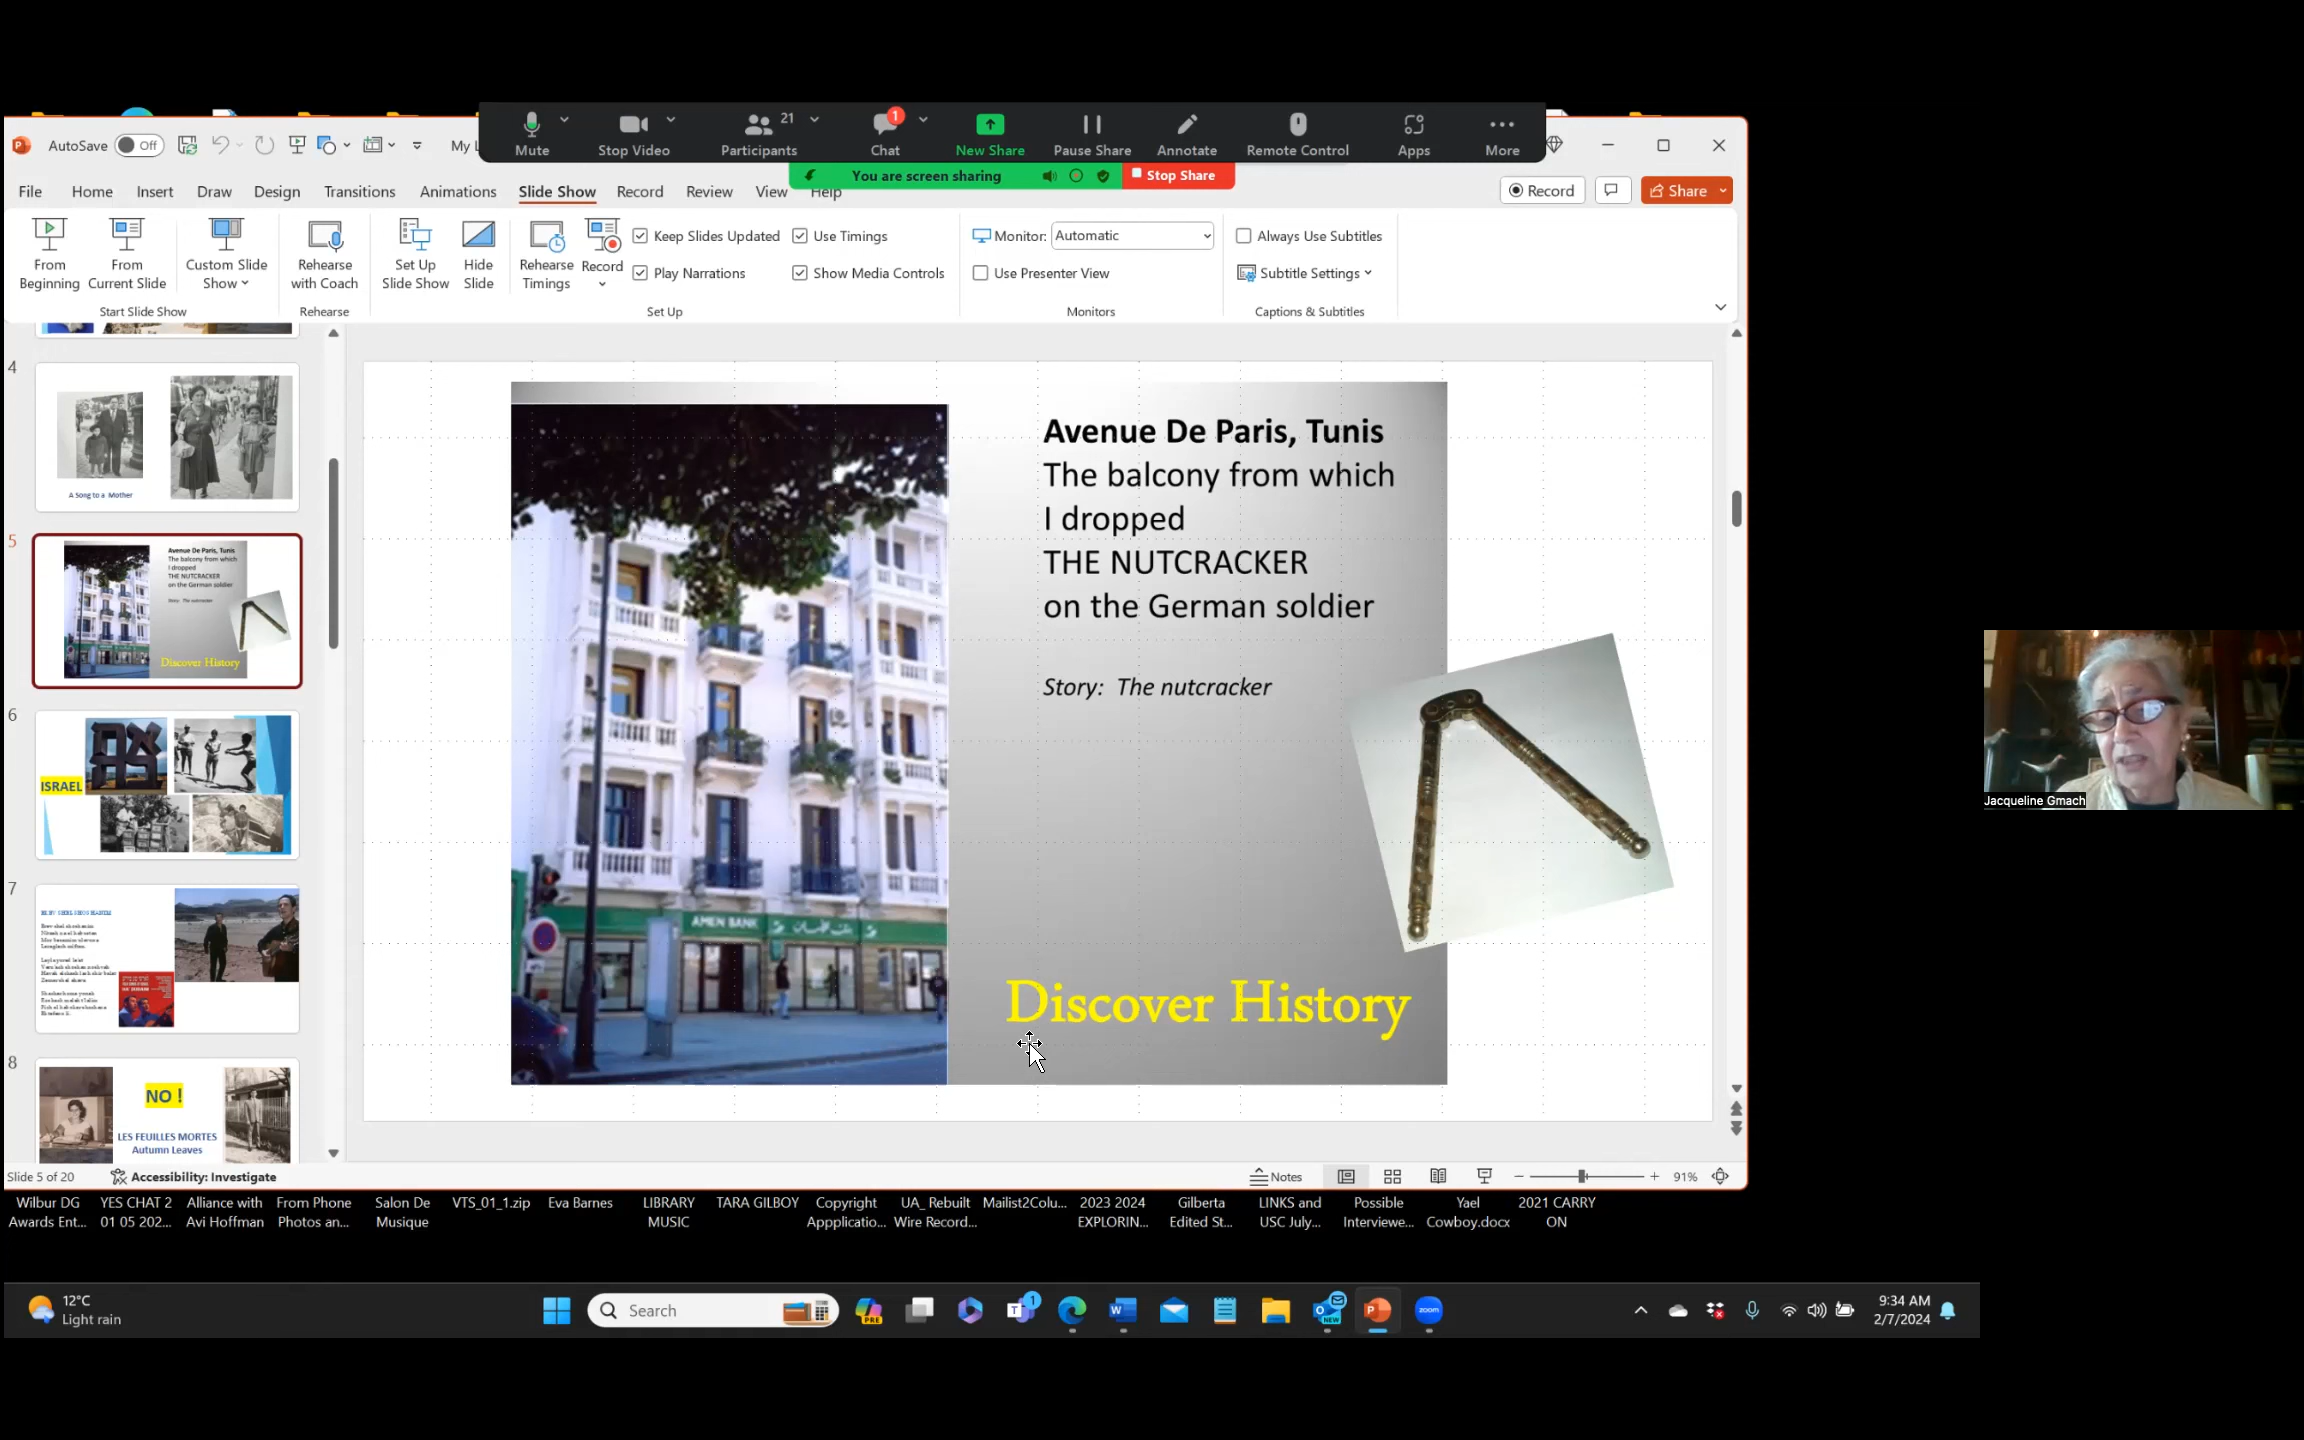 AutoSave Off My L
Mute Stop Video Participants 21 Chat 1 New Share Pause Share Annotate Remote Control Apps More
You are screen sharing Stop Share
File Home Insert Draw Design Transitions Animations Slide Show Record Review View Help Record Share
From Beginning
From Current Slide
Custom Slide Show
Start Slide Show
Rehearse with Coach
Rehearse
Set Up Slide Show
Hide Slide
Rehearse Timings
Record
Keep Slides Updated
Use Timings
Play Narrations
Show Media Controls
Set Up
Monitor: Automatic
Use Presenter View
Monitors
Always Use Subtitles
Subtitle Settings
Captions & Subtitles
4
A Song to a Mother
5
Avenue De Paris, Tunis
The balcony from which
I dropped
THE NUTCRACKER
on the German soldier
Story: The nutcracker
Discover History
6
ISRAEL
7
8
NO !
LES FEUILLES MORTES
Autumn Leaves
Avenue De Paris, Tunis
The balcony from which
I dropped
THE NUTCRACKER
on the German soldier
Story: The nutcracker
AMEN BANK
Discover History
Jacqueline Gmach
Slide 5 of 20 Accessibility: Investigate Notes 91%
Wilbur DG Awards Ent...
YES CHAT 2 01 05 202...
Alliance with Avi Hoffman
From Phone Photos an...
Salon De Musique
VTS_01_1.zip
Eva Barnes
LIBRARY MUSIC
TARA GILBOY
Copyright Appplicatio...
UA_ Rebuilt Wire Record...
Mailist2Colu...
2023 2024 EXPLORIN...
Gilberta Edited St...
LINKS and USC July...
Possible Interviewe...
Yael Cowboy.docx
2021 CARRY ON
12°C
Light rain
Search
PRE
1
NEW
zoom
9:34 AM
2/7/2024